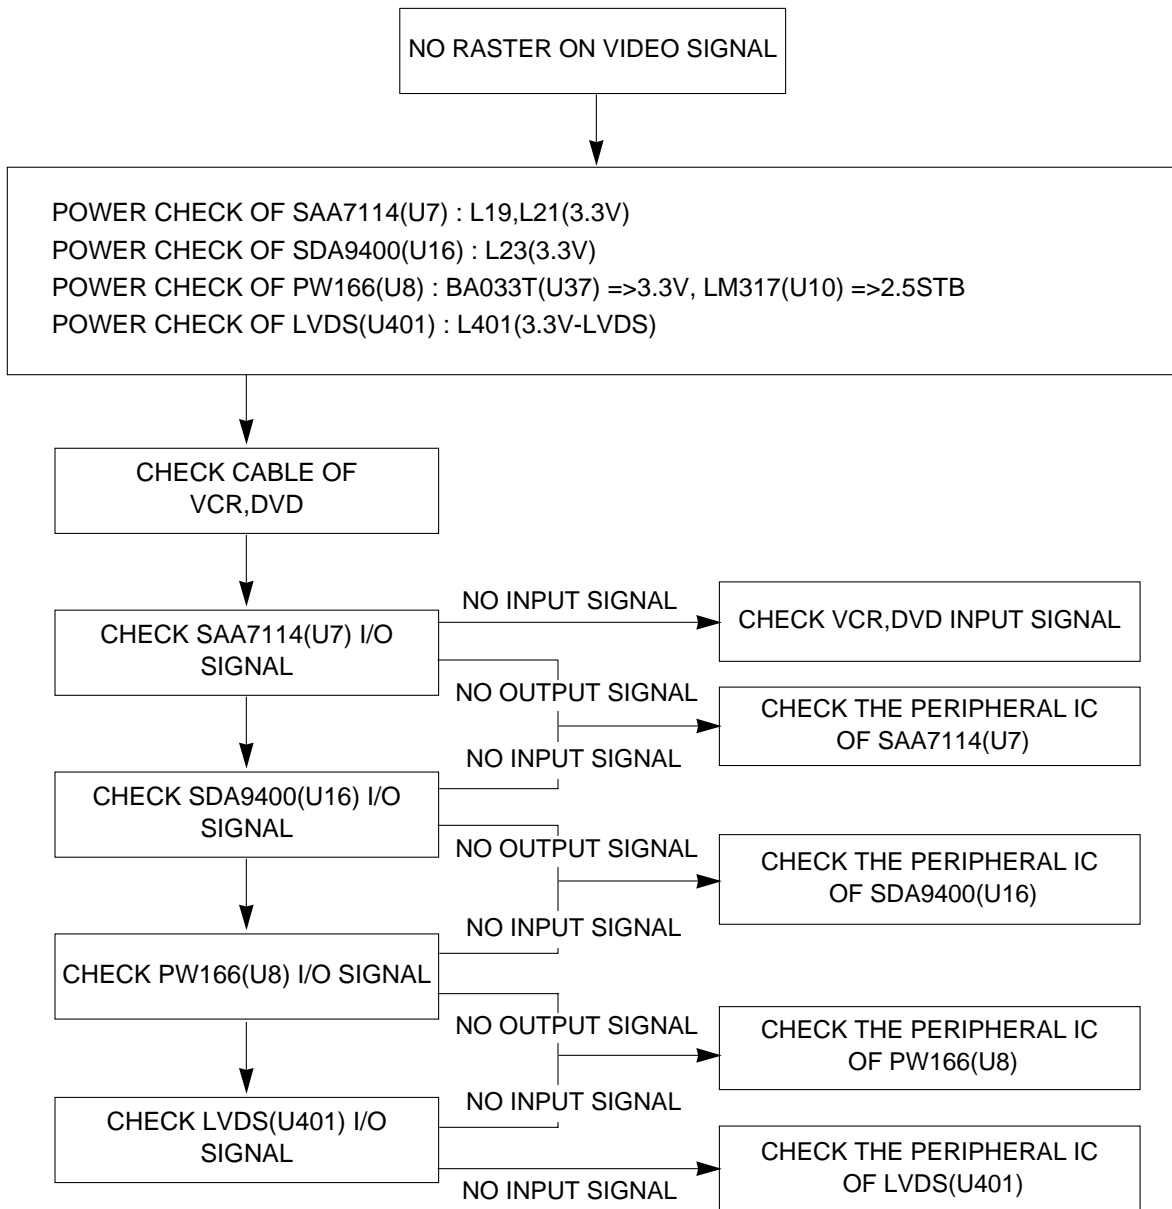 NO RASTER ON VIDEO SIGNAL
POWER CHECK OF SAA7114(U7) : L19,L21(3.3V)
POWER CHECK OF SDA9400(U16) : L23(3.3V)
POWER CHECK OF PW166(U8) : BA033T(U37) =>3.3V, LM317(U10) =>2.5STB
POWER CHECK OF LVDS(U401) : L401(3.3V-LVDS)
CHECK CABLE OF
VCR,DVD
NO INPUT SIGNAL
CHECK VCR,DVD INPUT SIGNAL
CHECK SAA7114(U7) I/O
SIGNAL
NO OUTPUT SIGNAL
CHECK THE PERIPHERAL IC
OF SAA7114(U7)
NO INPUT SIGNAL
CHECK SDA9400(U16) I/O
SIGNAL
NO OUTPUT SIGNAL
CHECK THE PERIPHERAL IC
OF SDA9400(U16)
NO INPUT SIGNAL
CHECK PW166(U8) I/O SIGNAL
NO OUTPUT SIGNAL
CHECK THE PERIPHERAL IC
OF PW166(U8)
NO INPUT SIGNAL
CHECK LVDS(U401) I/O
SIGNAL
NO INPUT SIGNAL
CHECK THE PERIPHERAL IC
OF LVDS(U401)